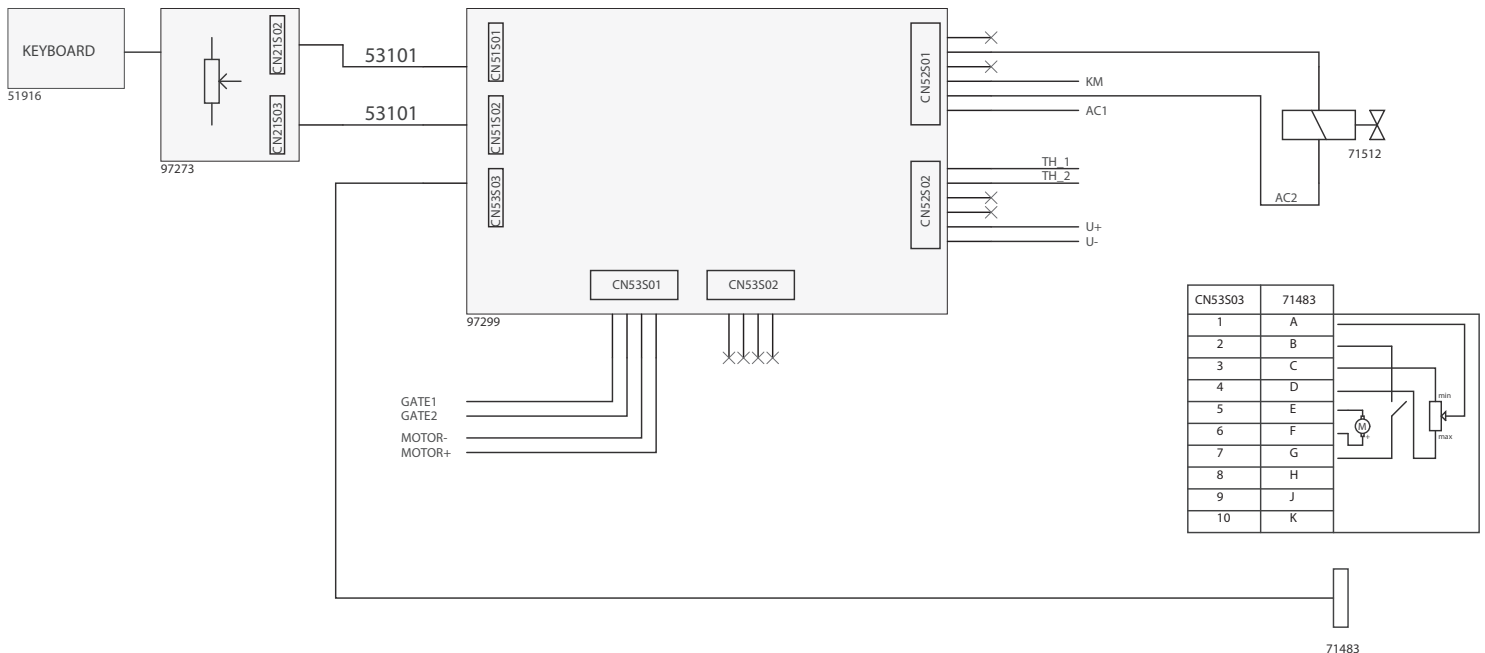 KEYBOARD
51916
CN21S02
CN21S03
97273
53101
53101
CN51S01
CN51S02
CN53S03
CN52S01
CN52S02
CN53S01
CN53S02
97299
KM
AC1
TH_1
TH_2
U+
U-
71512
AC2
GATE1
GATE2
MOTOR-
MOTOR+
CN53S03 71483
1 A
2 B
3 C
4 D
5 E
6 F
7 G
8 H
9 J
10 K
min
M
+
max
71483